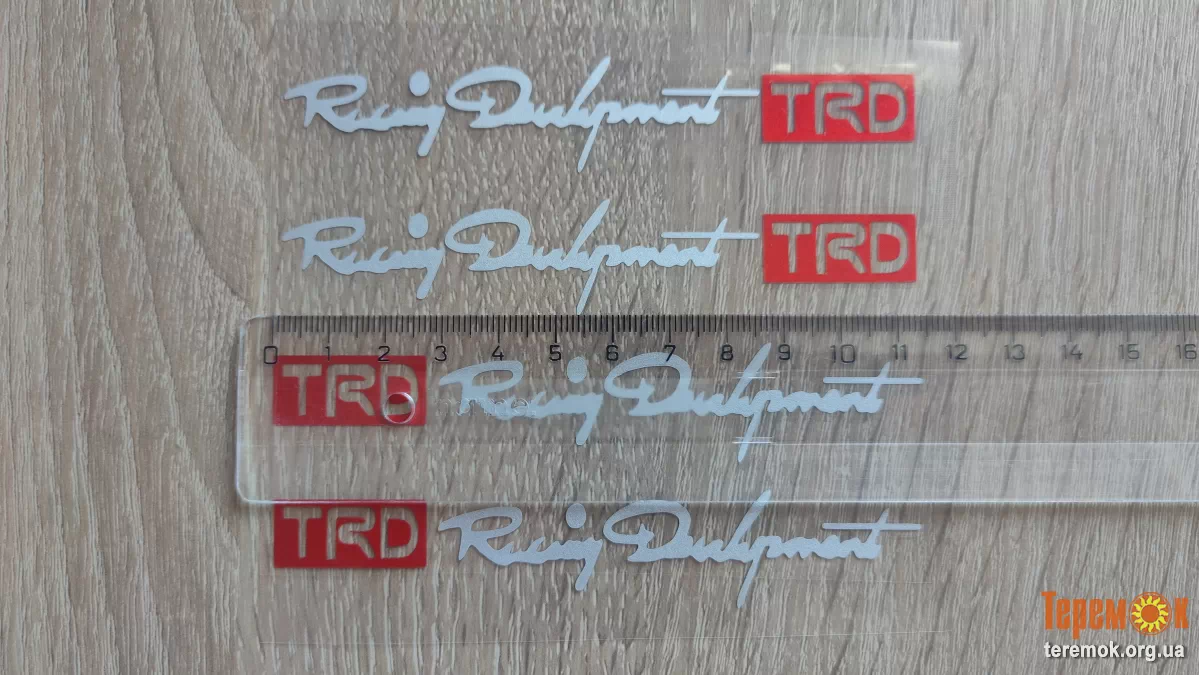 Racing Development TRD
Racing Development TRD
0 1 2 3 4 5 6 7 8 9 10 11 12 13 14 15 16
TRD Racing Development
TRD Racing Development
Теремок
teremok.org.ua